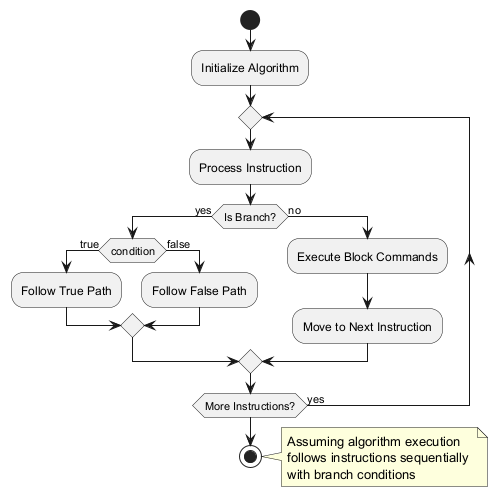 Initialize Algorithm
Process Instruction
yes
Is Branch?
no
true
condition
false
Execute Block Commands
Follow True Path
Follow False Path
Move to Next Instruction
More Instructions?
yes
Assuming algorithm execution
follows instructions sequentially
with branch conditions